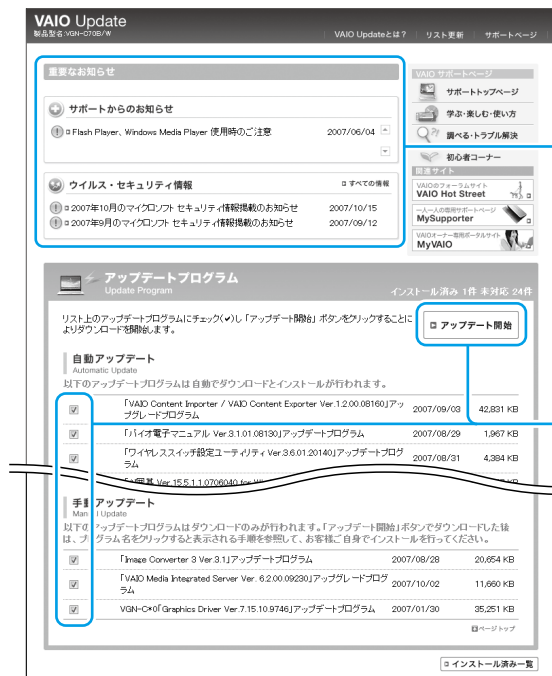 VAIO Update
製品型名:VGN-C70B/W
VAIO Updateとは?
リスト更新
サポートページ
重要なお知らせ
サポートからのお知らせ
Flash Player、Windows Media Player 使用時のご注意 2007/06/04
ウイルス・セキュリティ情報 すべての情報
2007年10月のマイクロソフト セキュリティ情報掲載のお知らせ 2007/10/15
2007年9月のマイクロソフト セキュリティ情報掲載のお知らせ 2007/09/12
VAIO サポートページ
サポートトップページ
学ぶ・楽しむ・使い方
調べる・トラブル解決
初心者コーナー
関連サイト
VAIOのフォーラムサイト
VAIO Hot Street
一人一人の専用サポートページ
MySupporter
VAIOオーナー専用ポータルサイト
MyVAIO
アップデートプログラム
Update Program
インストール済み 1件 未対応 24件
リスト上のアップデートプログラムにチェック(✔)し「アップデート開始」ボタンをクリックすることに
よりダウンロードを開始します。
アップデート開始
自動アップデート
Automatic Update
以下のアップデートプログラムは自動でダウンロードとインストールが行われます。
「VAIO Content Importer / VAIO Content Exporter Ver.1.2.00.08160」アッ
プグレードプログラム 2007/09/03 42,831 KB
「バイオ電子マニュアル Ver.3.1.01.08130」アップデートプログラム 2007/08/29 1,967 KB
「ワイヤレススイッチ設定ユーティリティ Ver.3.6.01.20140」アップデートプログ
ラム 2007/08/31 4,384 KB
Ver.15.5.1.1.0706040 for
手動アップデート
Manual Update
以下のアップデートプログラムはダウンロードのみが行われます。「アップデート開始」ボタンでダウンロードした後
は、プログラム名をクリックすると表示される手順を参照して、お客様ご自身でインストールを行ってください。
「Image Converter 3 Ver.3.1」アップデートプログラム 2007/08/28 20,654 KB
「VAIO Media Integrated Server Ver. 6.2.00.09230」アップグレードプログ
ラム 2007/10/02 11,660 KB
VGN-C*0「Graphics Driver Ver.7.15.10.9746」アップデートプログラム 2007/01/30 35,251 KB
ページトップ
インストール済み一覧